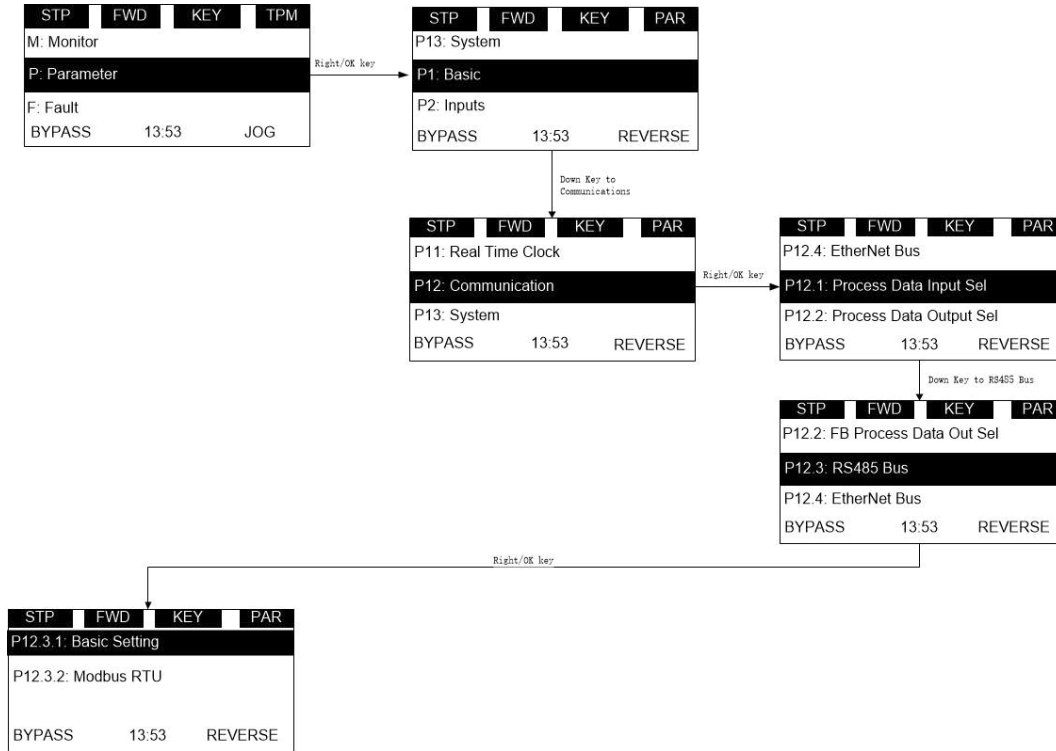 STP FWD KEY TPM
M: Monitor
P: Parameter
F: Fault
BYPASS 13:53 JOG
Right/OK key
STP FWD KEY PAR
P13: System
P1: Basic
P2: Inputs
BYPASS 13:53 REVERSE
Down Key to
Communications
STP FWD KEY PAR
P11: Real Time Clock
P12: Communication
P13: System
BYPASS 13:53 REVERSE
Right/OK key
STP FWD KEY PAR
P12.4: EtherNet Bus
P12.1: Process Data Input Sel
P12.2: Process Data Output Sel
BYPASS 13:53 REVERSE
Down Key to RS485 Bus
STP FWD KEY PAR
P12.2: FB Process Data Out Sel
P12.3: RS485 Bus
P12.4: EtherNet Bus
BYPASS 13:53 REVERSE
Right/OK key
STP FWD KEY PAR
P12.3.1: Basic Setting
P12.3.2: Modbus RTU
BYPASS 13:53 REVERSE